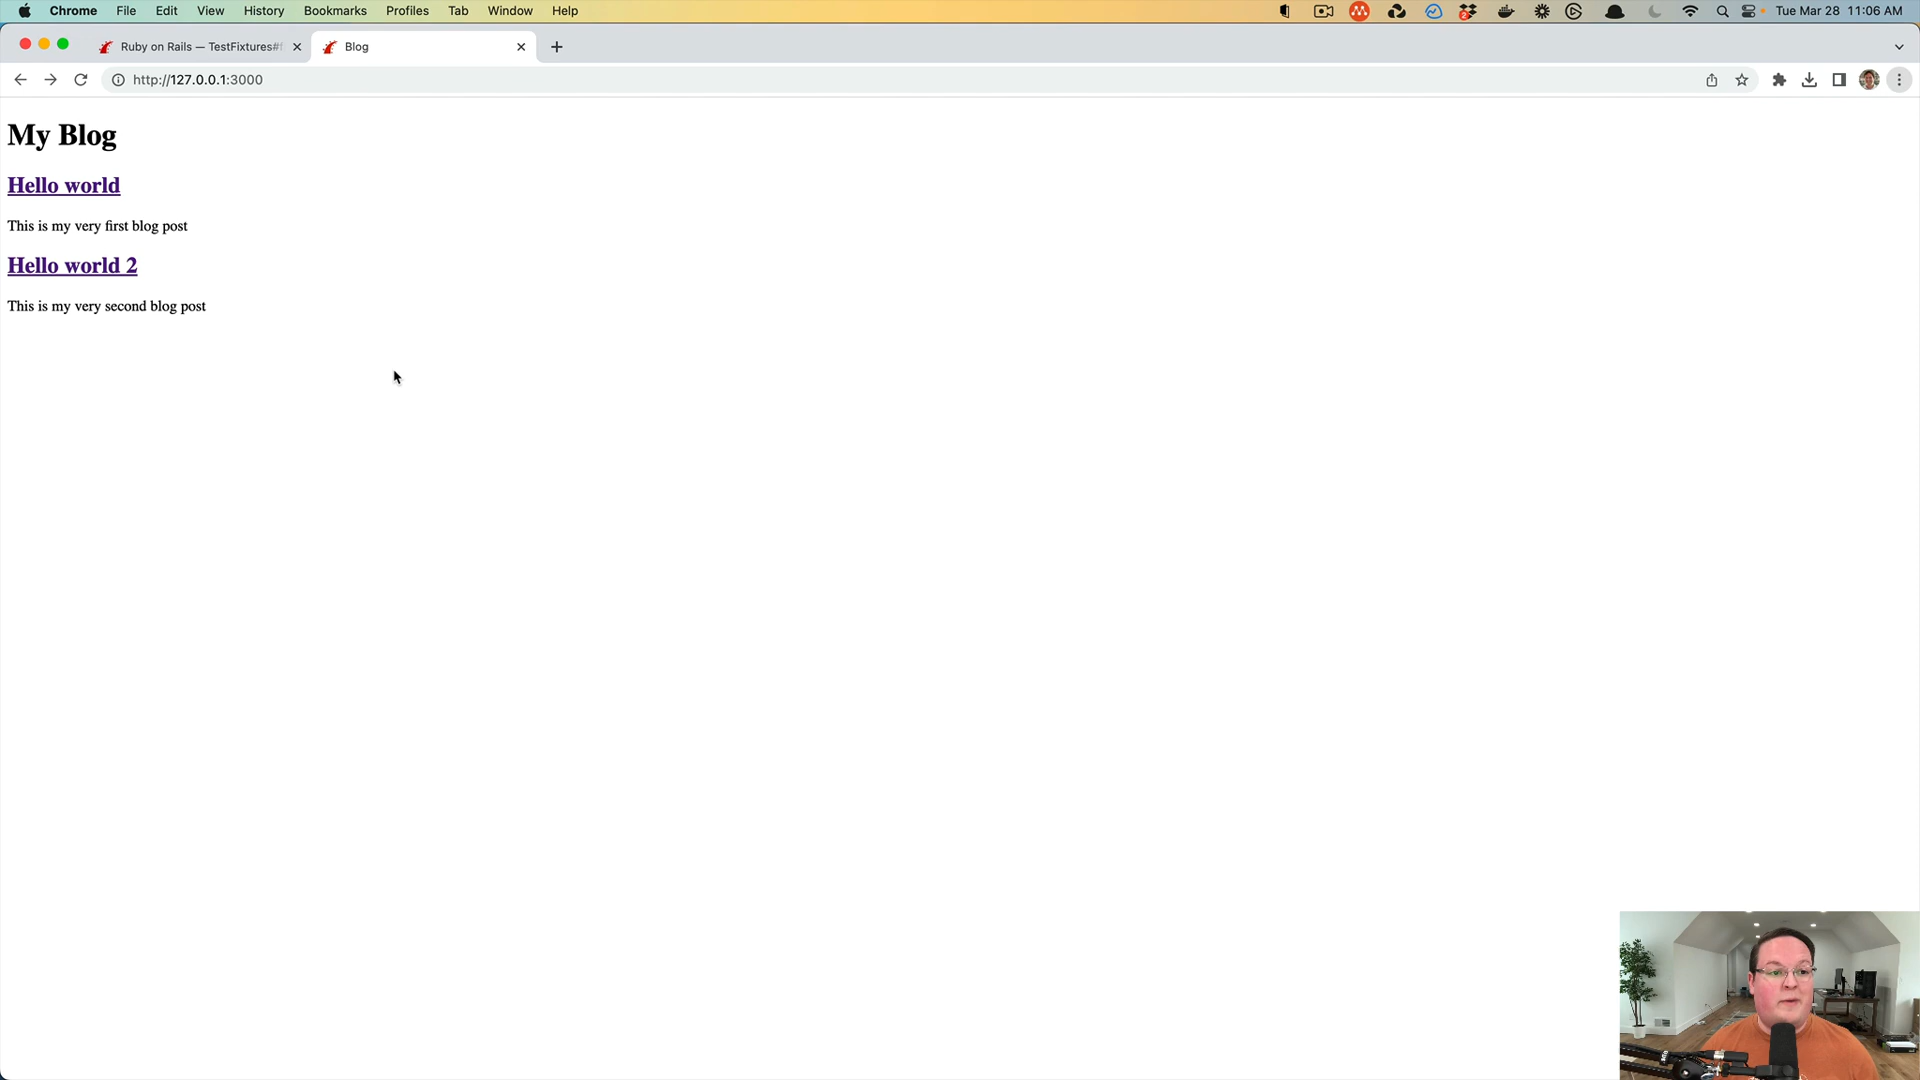 Chrome File Edit View History Bookmarks Profiles Tab Window Help Tue Mar 28 11:06 AM
Ruby on Rails — TestFixtures#f Blog
http://127.0.0.1:3000
My Blog
Hello world
This is my very first blog post
Hello world 2
This is my very second blog post